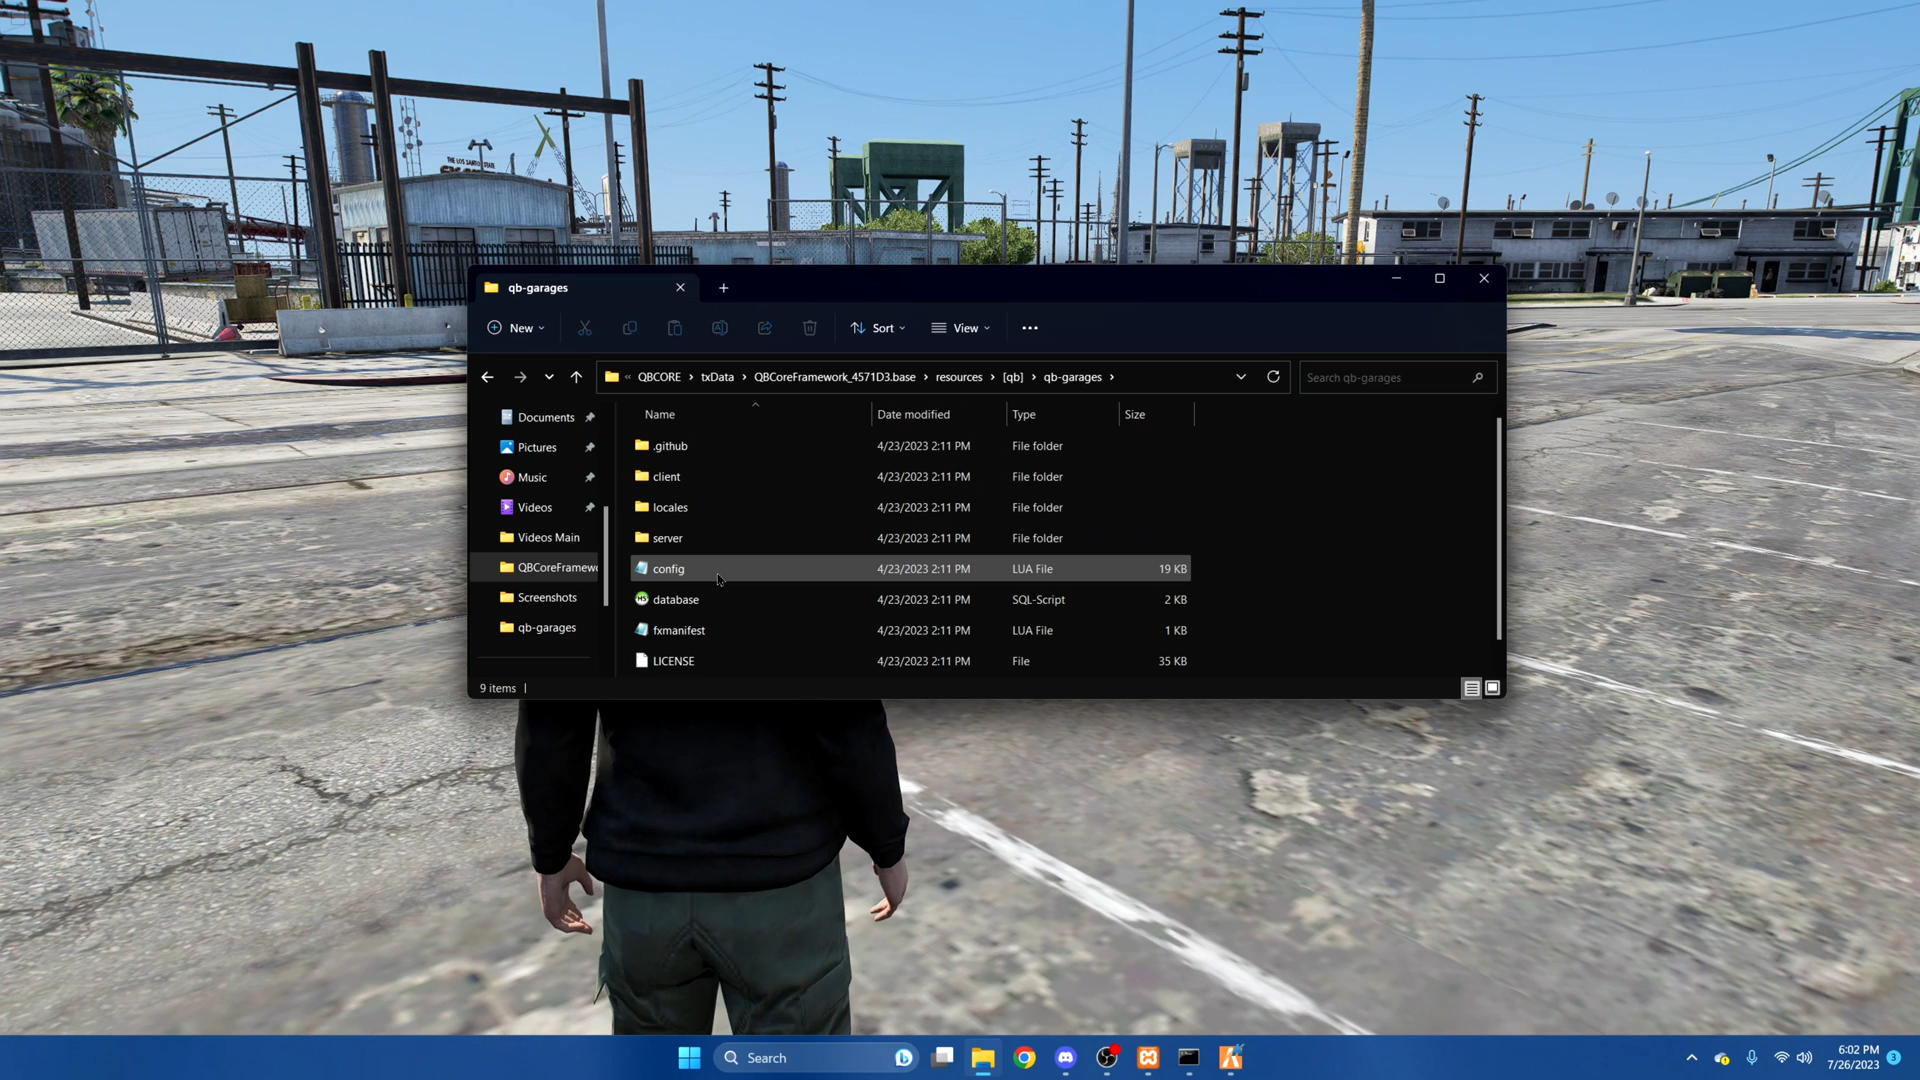 THE LOS SANTOS STATE
qb-garages
New
Sort
View
« QBCORE > txData > QBCoreFramework_4571D3.base > resources > [qb] > qb-garages >
Search qb-garages
Documents
Pictures
Music
Videos
Videos Main
QBCoreFramewo
Screenshots
qb-garages
Name Date modified Type Size
.github 4/23/2023 2:11 PM File folder
client 4/23/2023 2:11 PM File folder
locales 4/23/2023 2:11 PM File folder
server 4/23/2023 2:11 PM File folder
config 4/23/2023 2:11 PM LUA File 19 KB
database 4/23/2023 2:11 PM SQL-Script 2 KB
fxmanifest 4/23/2023 2:11 PM LUA File 1 KB
LICENSE 4/23/2023 2:11 PM File 35 KB
9 items
Search
6:02 PM
7/26/2023
3